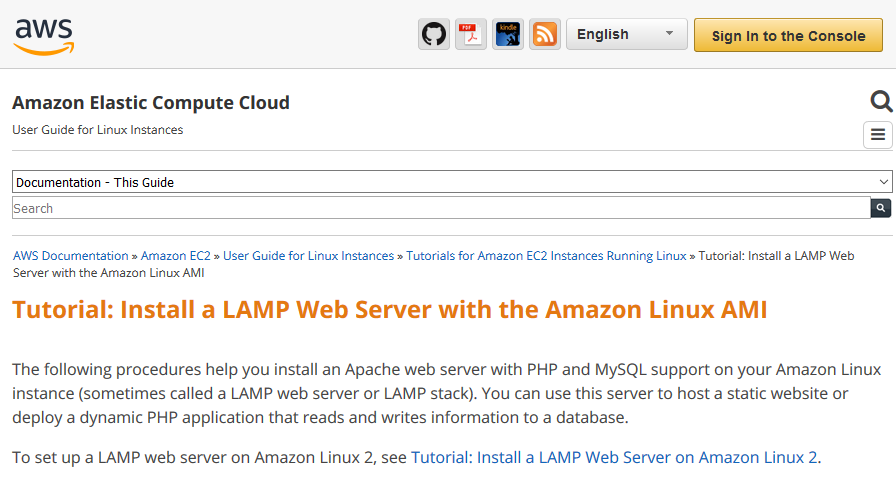 aws
PDF
kindle
English
Sign In to the Console
Amazon Elastic Compute Cloud
User Guide for Linux Instances
Documentation - This Guide
Search
AWS Documentation » Amazon EC2 » User Guide for Linux Instances » Tutorials for Amazon EC2 Instances Running Linux » Tutorial: Install a LAMP Web
Server with the Amazon Linux AMI
Tutorial: Install a LAMP Web Server with the Amazon Linux AMI
The following procedures help you install an Apache web server with PHP and MySQL support on your Amazon Linux
instance (sometimes called a LAMP web server or LAMP stack). You can use this server to host a static website or
deploy a dynamic PHP application that reads and writes information to a database.
To set up a LAMP web server on Amazon Linux 2, see Tutorial: Install a LAMP Web Server on Amazon Linux 2.